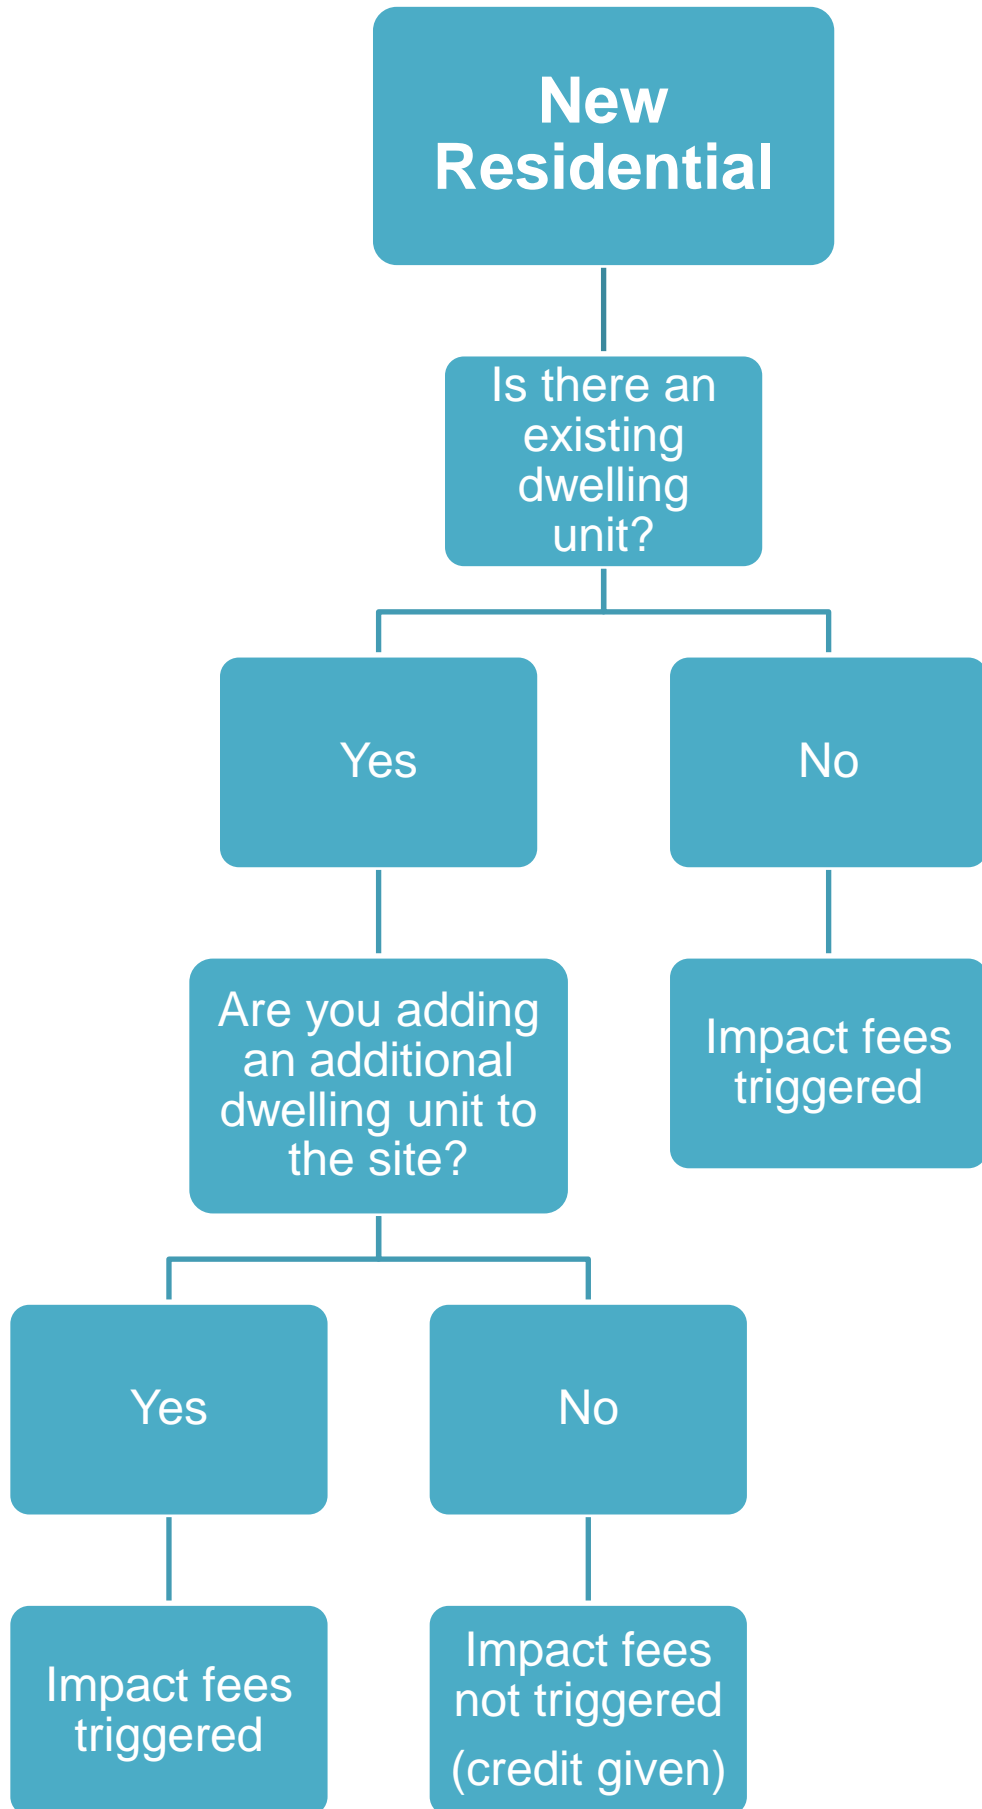 New
Residential
Is there an
existing
dwelling
unit?
Yes
No
Are you adding
an additional
dwelling unit to
the site?
Impact fees
triggered
Yes
No
Impact fees
triggered
Impact fees
not triggered
(credit given)